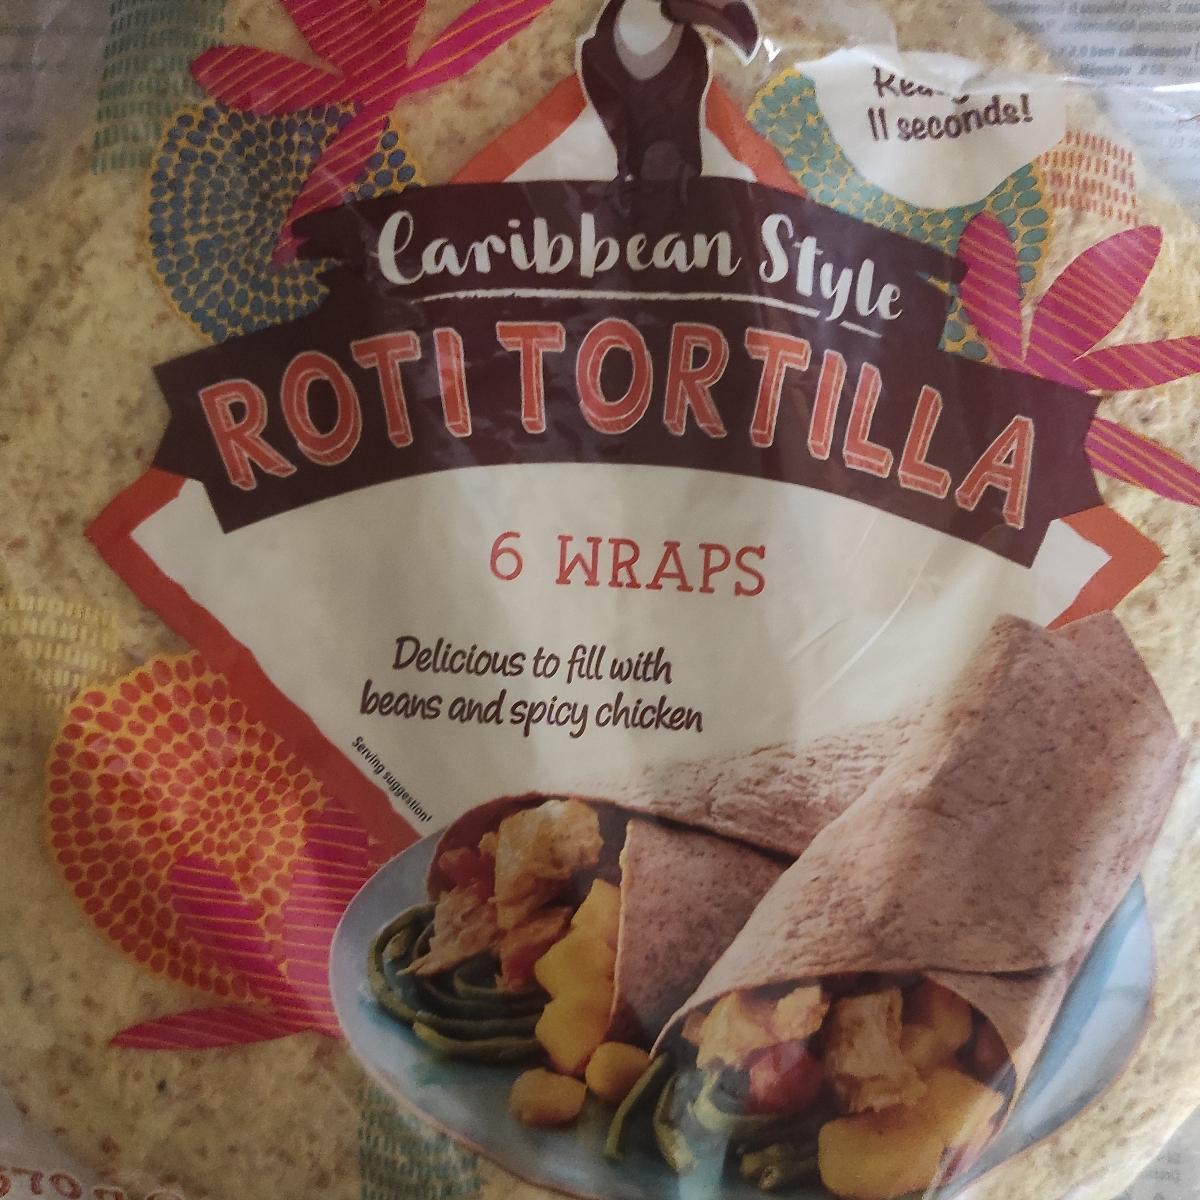 11 seconds!
Caribbean Style
ROTI TORTILLA
6 WRAPS
Delicious to fill with
beans and spicy chicken
Serving suggestion!